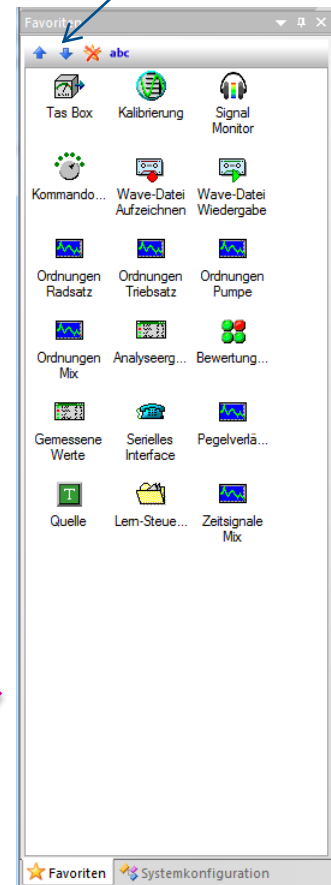 Favoriten
abc
Tas Box
Kalibrierung
Signal
Monitor
Kommando...
Wave-Datei
Aufzeichnen
Wave-Datei
Wiedergabe
Ordnungen
Radsatz
Ordnungen
Triebsatz
Ordnungen
Pumpe
Ordnungen
Mix
Analyseerg...
Bewertung...
Gemessene
Werte
Serielles
Interface
Pegelverlä...
T
Quelle
Lern-Steue...
Zeitsignale
Mix
Favoriten
Systemkonfiguration